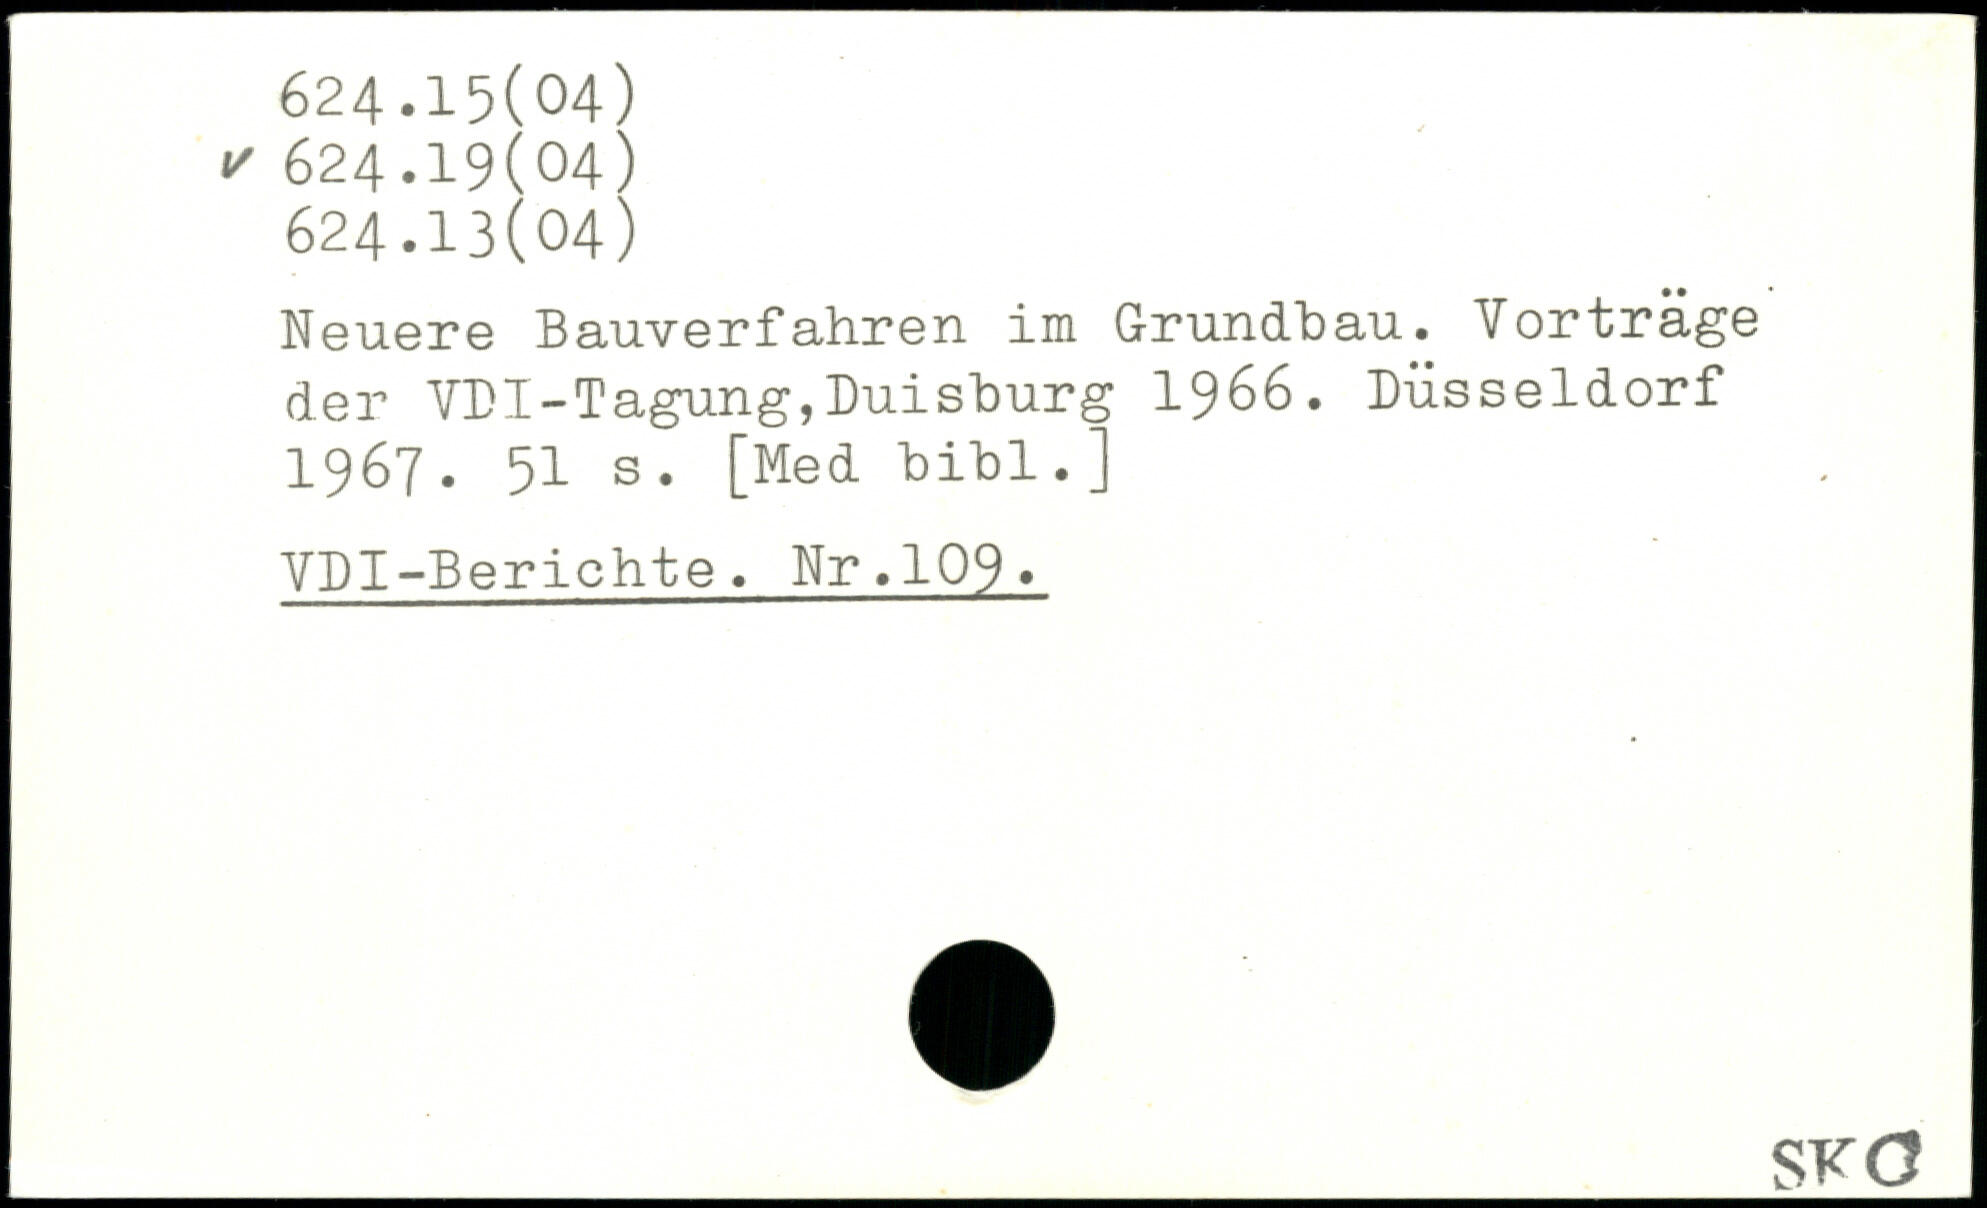 624.15(04)
✓ 624.19(04)
624.13(04)
Neuere Bauverfahren im Grundbau. Vorträge
der VDI-Tagung,Duisburg 1966. Düsseldorf
1967. 51 s. [Med bibl.]
VDI-Berichte. Nr.109.
SK